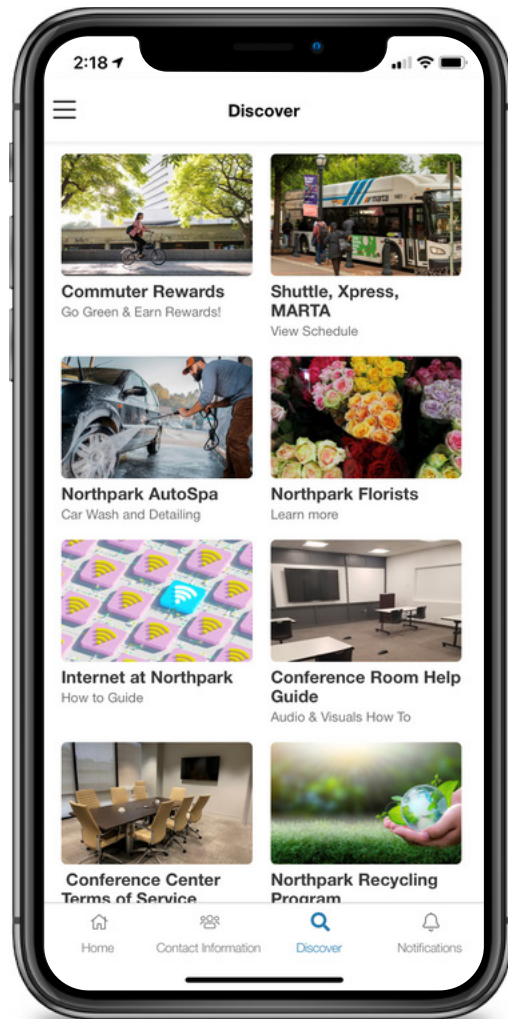 2:18
Discover
Commuter Rewards
Go Green & Earn Rewards!
Shuttle, Xpress,
MARTA
View Schedule
marta
Northpark AutoSpa
Car Wash and Detailing
Northpark Florists
Learn more
Internet at Northpark
How to Guide
Conference Room Help
Guide
Audio & Visuals How To
Conference Center
Terms of Service
Northpark Recycling
Program
Home
Contact Information
Discover
Notifications